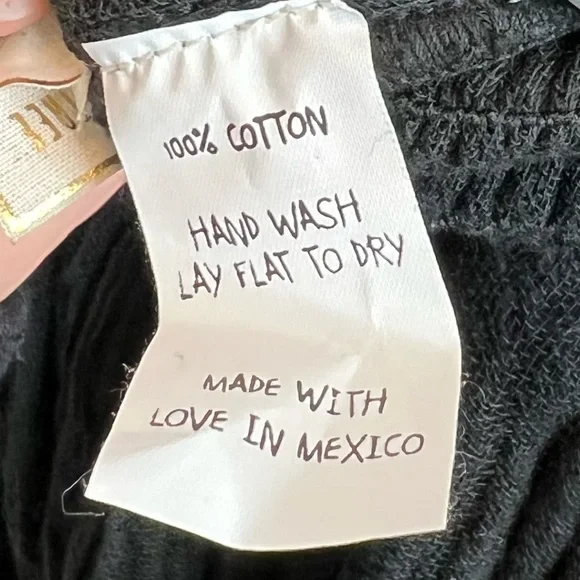 100% COTTON
HAND WASH
LAY FLAT TO DRY
MADE WITH
LOVE IN MEXICO